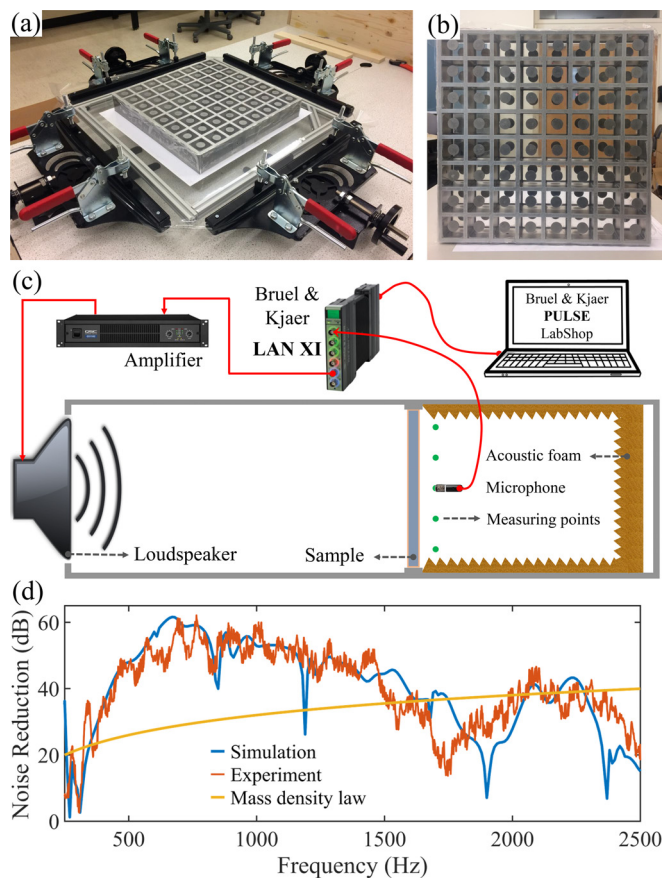 (a)
(b)
(c)
Bruel &
Kjaer
LAN XI
Amplifier
Bruel & Kjaer
PULSE
LabShop
Acoustic foam
Microphone
Measuring points
Loudspeaker
Sample
(d)
Noise Reduction (dB)
60
40
20
0
Simulation
Experiment
Mass density law
500
1000
1500
2000
2500
Frequency (Hz)